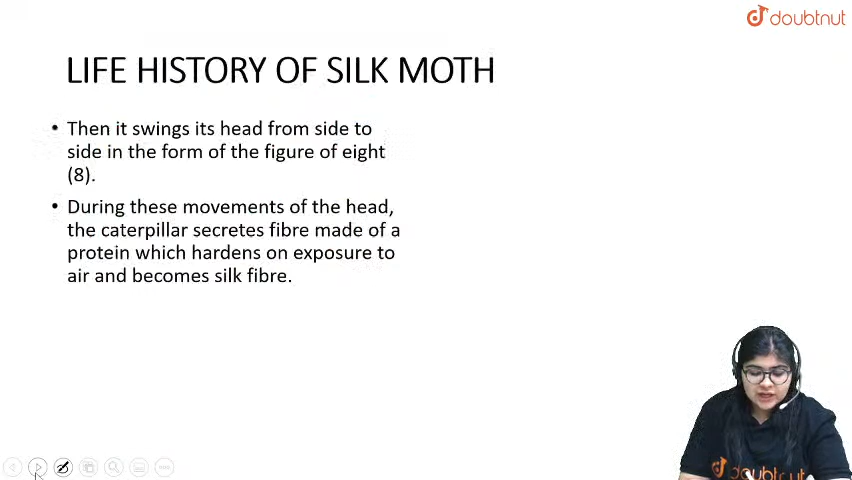 doubtnut
LIFE HISTORY OF SILK MOTH
• Then it swings its head from side to
side in the form of the figure of eight
(8).
• During these movements of the head,
the caterpillar secretes fibre made of a
protein which hardens on exposure to
air and becomes silk fibre.
doubtnut